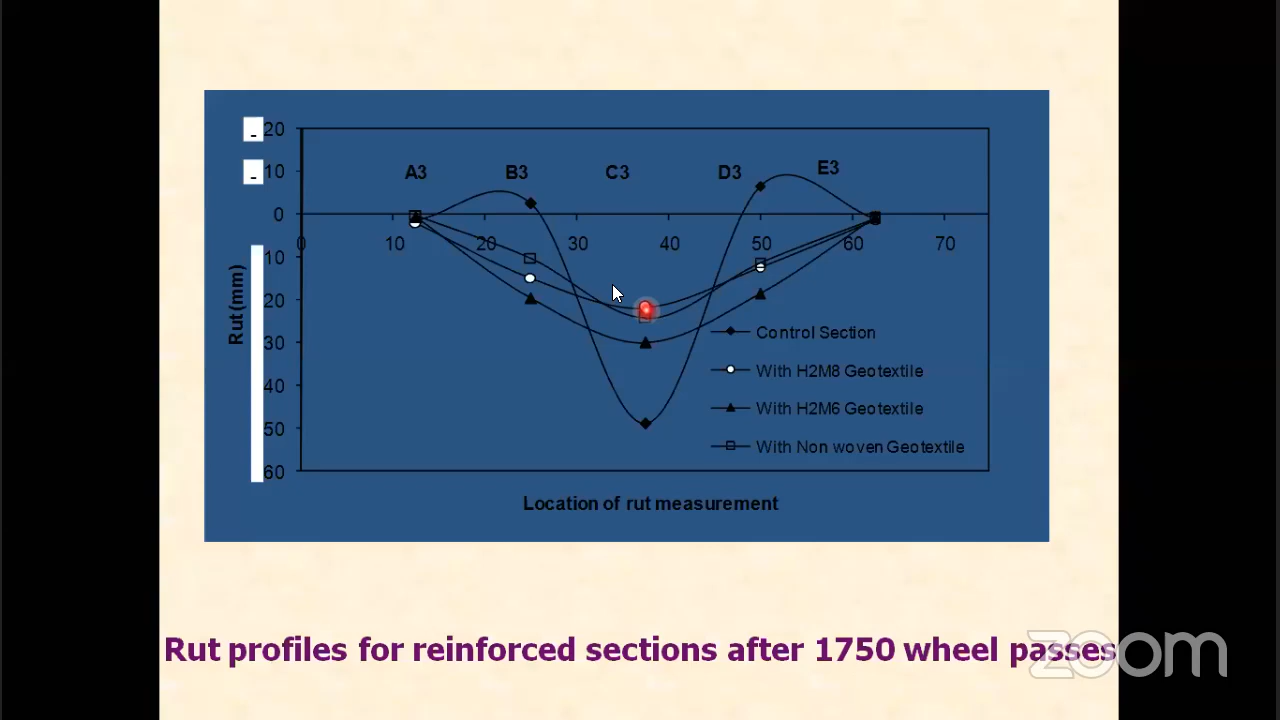 - 20
- 10
A3 B3 C3 D3 E3
0
0 10 20 30 40 50 60 70
10
20
30
40
50
60
Rut (mm)
Control Section
With H2M8 Geotextile
With H2M6 Geotextile
With Non woven Geotextile
Location of rut measurement
Rut profiles for reinforced sections after 1750 wheel passes
zoom